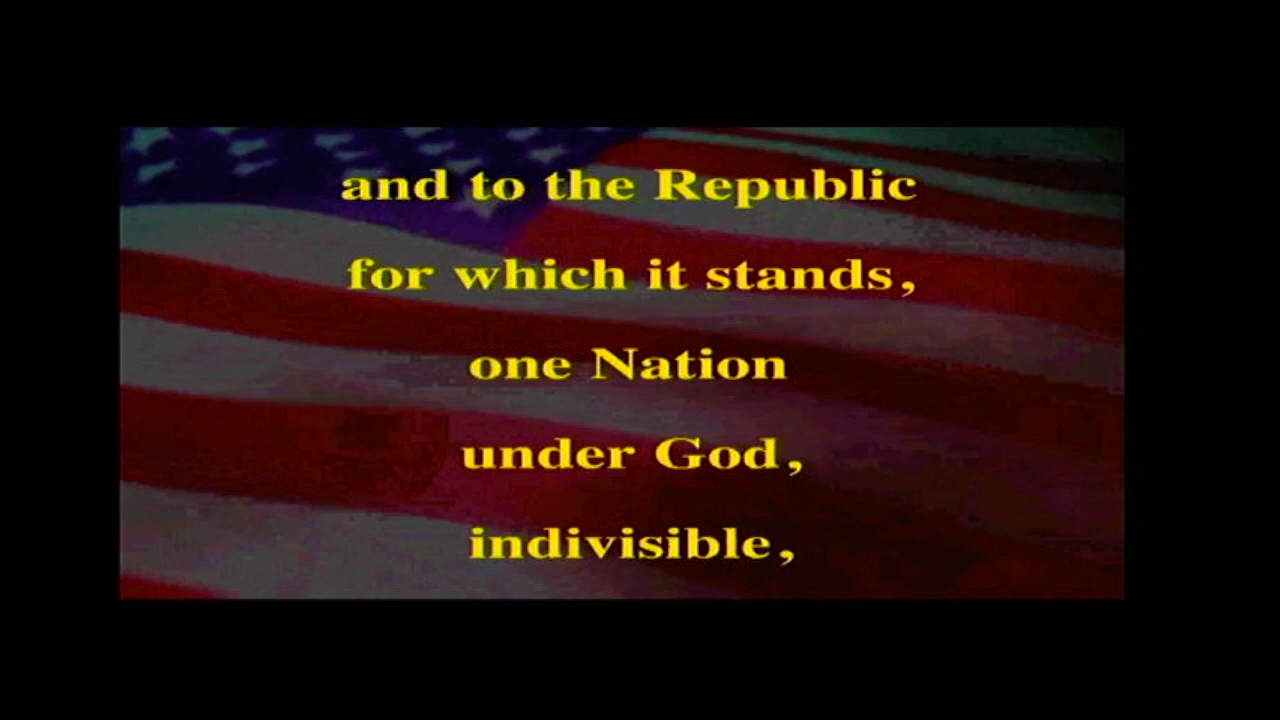 and to the Republic
for which it stands,
one Nation
under God,
indivisible,